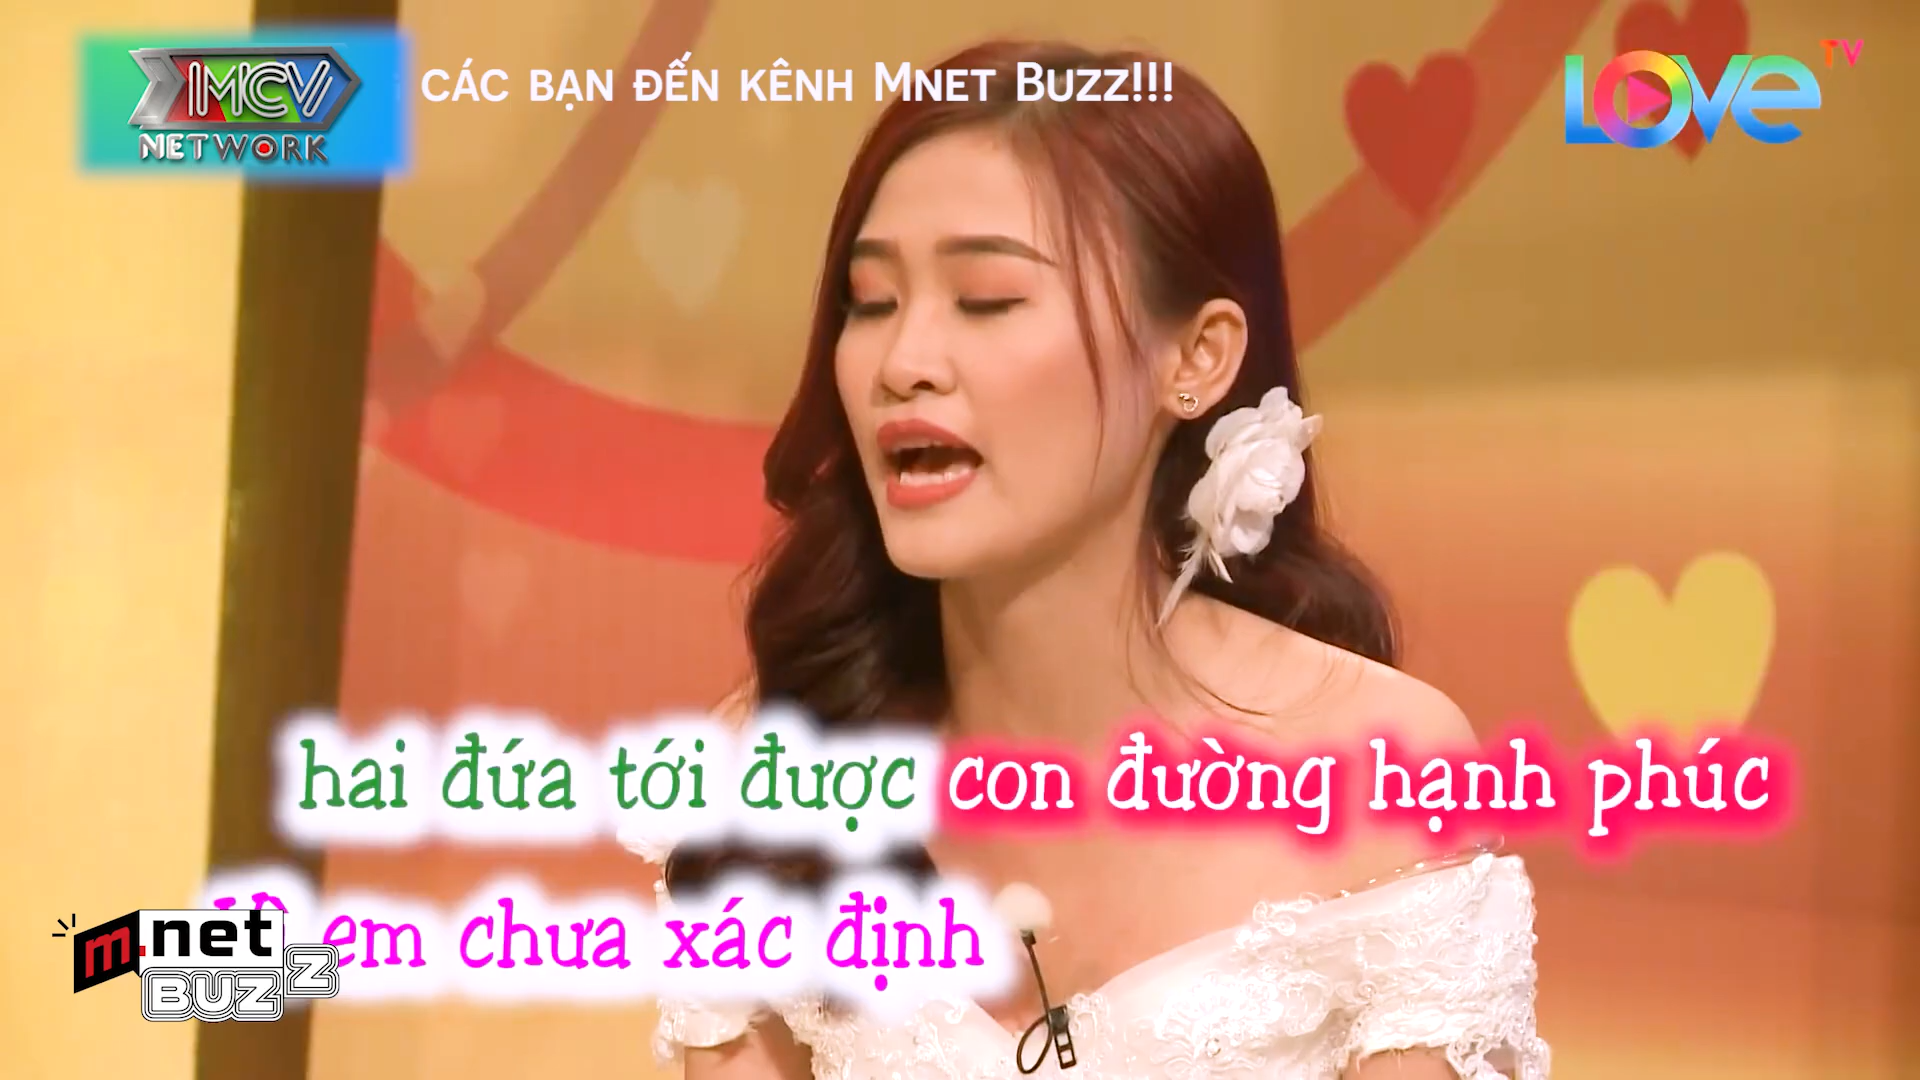 MCV
NETWORK
CÁC BẠN ĐẾN KÊNH MNET BUZZ!!!
LOVE TV
hai đứa tới được con đường hạnh phúc
em chưa xác định
m.net
BUZZ